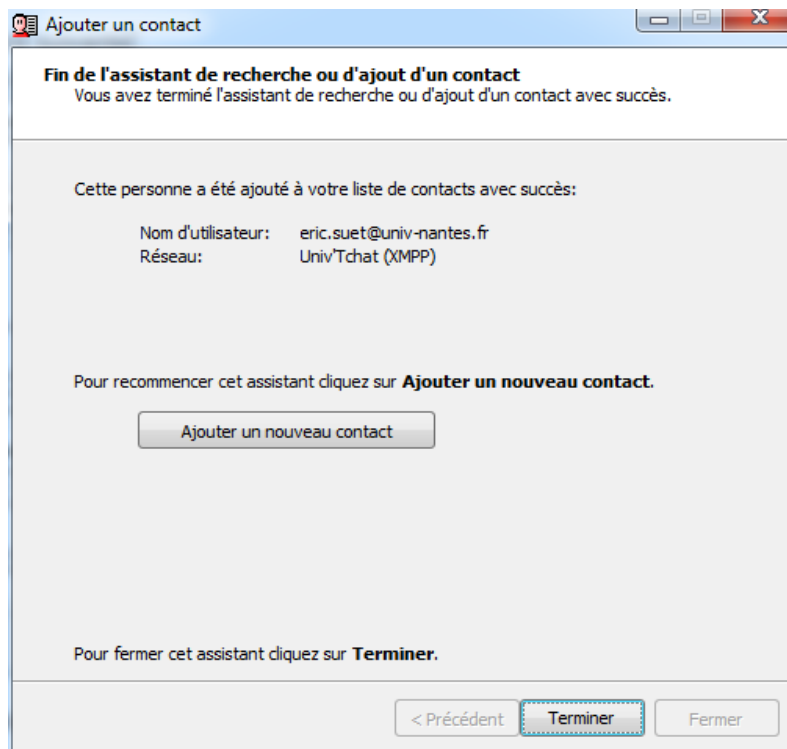 Ajouter un contact
Fin de l'assistant de recherche ou d'ajout d'un contact
Vous avez terminé l'assistant de recherche ou d'ajout d'un contact avec succès.
Cette personne a été ajouté à votre liste de contacts avec succès:
Nom d'utilisateur: eric.suet@univ-nantes.fr
Réseau: Univ'Tchat (XMPP)
Pour recommencer cet assistant cliquez sur Ajouter un nouveau contact.
Ajouter un nouveau contact
Pour fermer cet assistant cliquez sur Terminer.
< Précédent Terminer Fermer